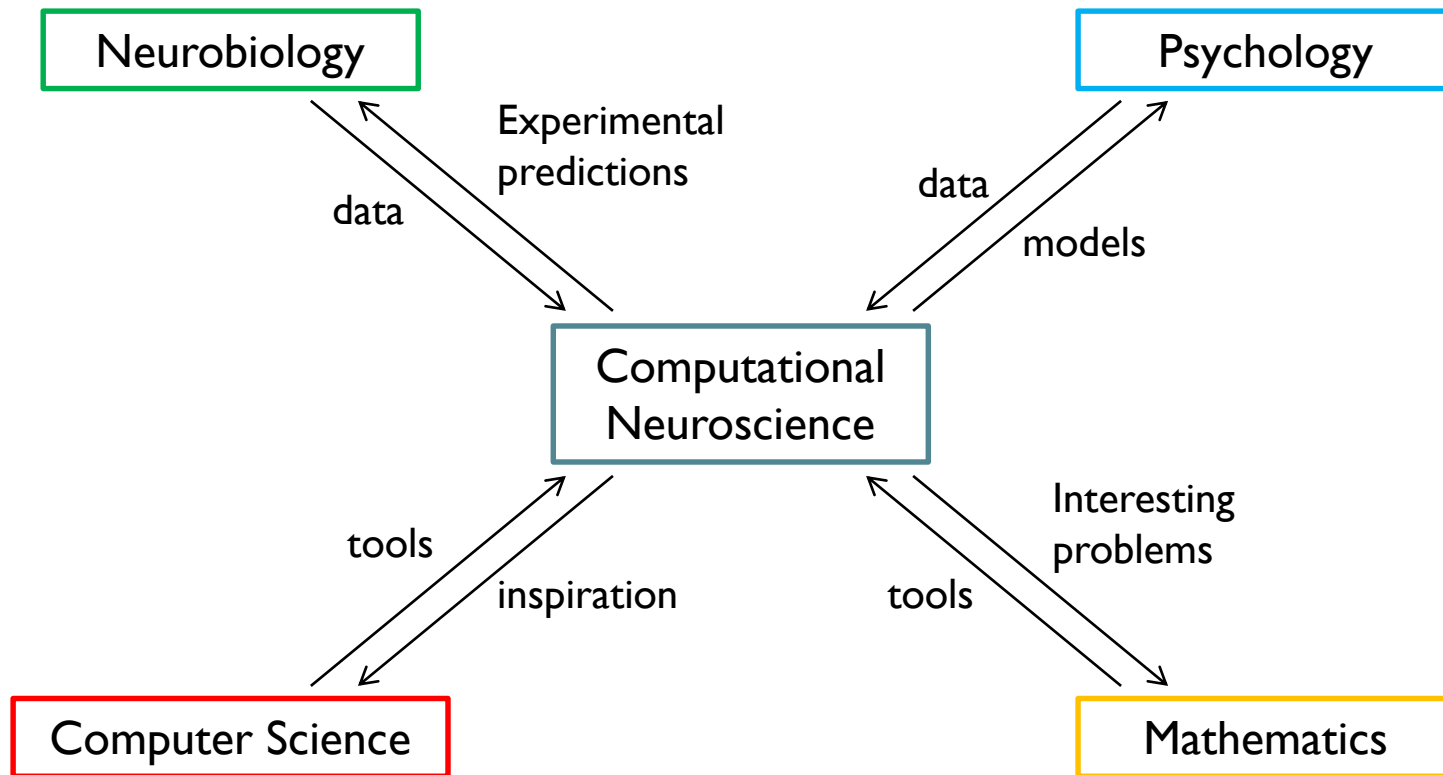 Neurobiology
Psychology
Experimental
predictions
data
data
models
Computational
Neuroscience
Interesting
problems
tools
inspiration
tools
Computer Science
Mathematics